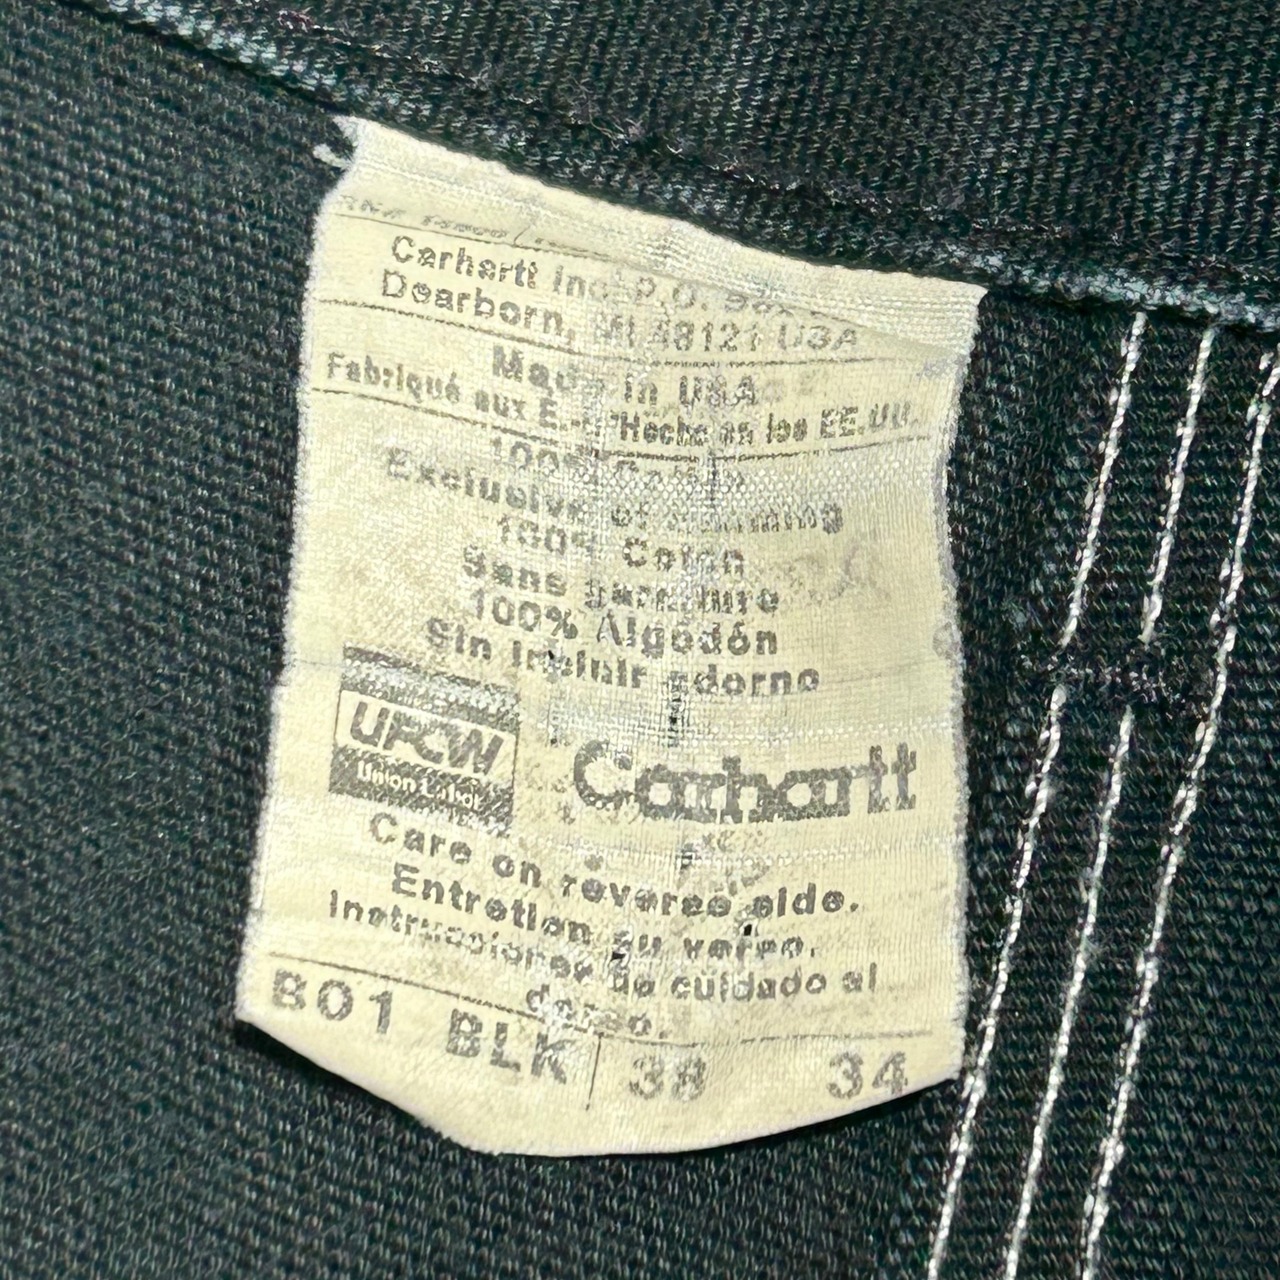 RN#
Carhartt Inc. P.O. Box
Dearborn, MI 48121 USA
Made in USA
Fabriqué aux É.-U. Hecho en los EE.UU.
100% Cotton
Exclusive of trimming
100% Coton
Sans garniture
100% Algodón
Sin incluir adorno
UFCW
Union Label
Carhartt
Care on reverse side.
Entretien au verso.
Instrucciones de cuidado al
dorso.
B01 BLK 38 34